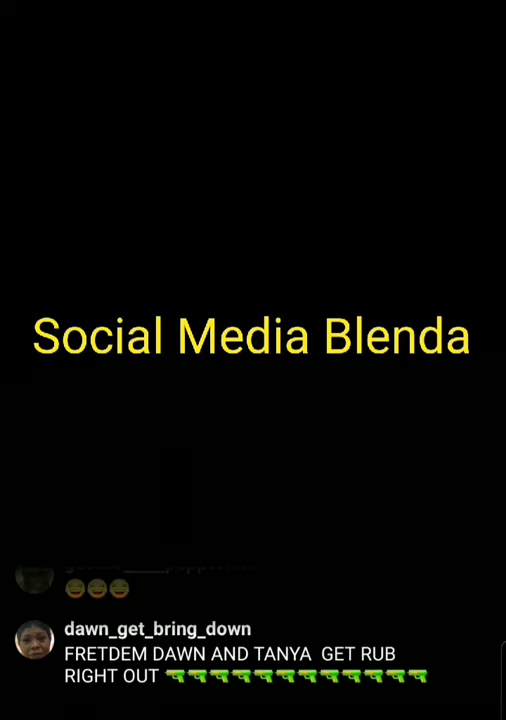 Social Media Blenda
😂😂😂
dawn_get_bring_down
FRETDEM DAWN AND TANYA GET RUB
RIGHT OUT 🔫🔫🔫🔫🔫🔫🔫🔫🔫🔫🔫🔫